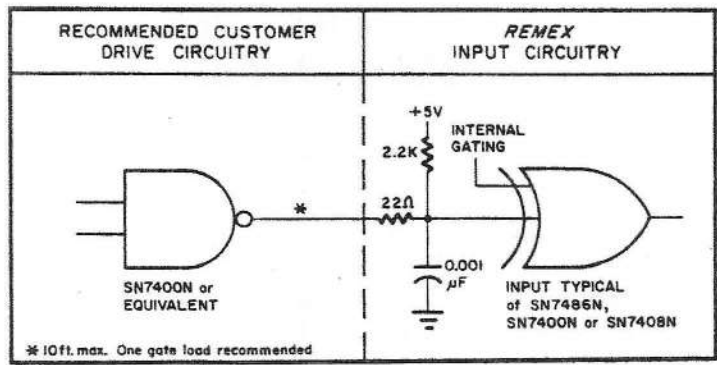 RECOMMENDED CUSTOMER
DRIVE CIRCUITRY
REMEX
INPUT CIRCUITRY
+5V
2.2K
INTERNAL
GATING
*
22Ω
0.001
µF
SN7400N or
EQUIVALENT
INPUT TYPICAL
of SN7486N,
SN7400N or SN7408N
* 10ft. max. One gate load recommended